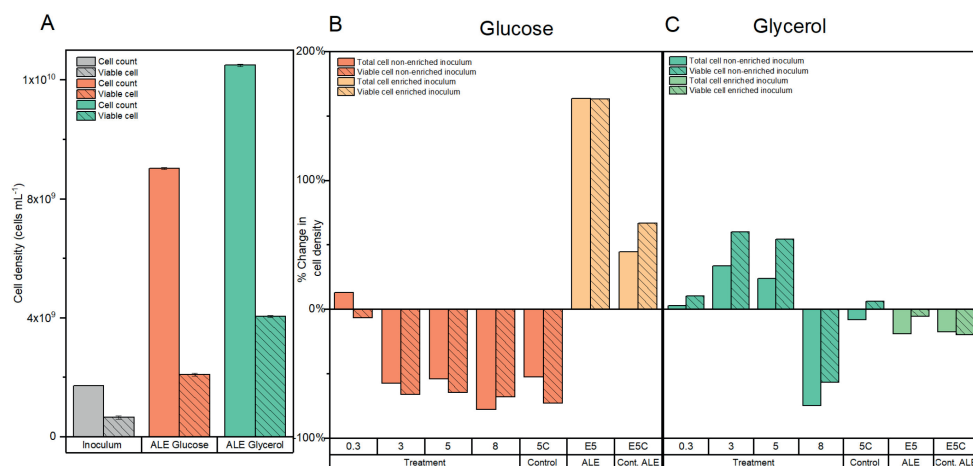 A
Cell count
Viable cell
Cell count
Viable cell
Cell count
Viable cell
Cell density (cells mL⁻¹)
1x10¹⁰
8x10⁹
4x10⁹
0
Inoculum
ALE Glucose
ALE Glycerol
B
Glucose
Total cell non-enriched inoculum
Viable cell non-enriched inoculum
Total cell enriched inoculum
Viable cell enriched inoculum
% Change in
cell density
200%
100%
0%
-100%
0.3 3 5 8 5C E5 E5C
Treatment Control ALE Cont. ALE
C
Glycerol
Total cell non-enriched inoculum
Viable cell non-enriched inoculum
Total cell enriched inoculum
Viable cell enriched inoculum
0.3 3 5 8 5C E5 E5C
Treatment Control ALE Cont. ALE